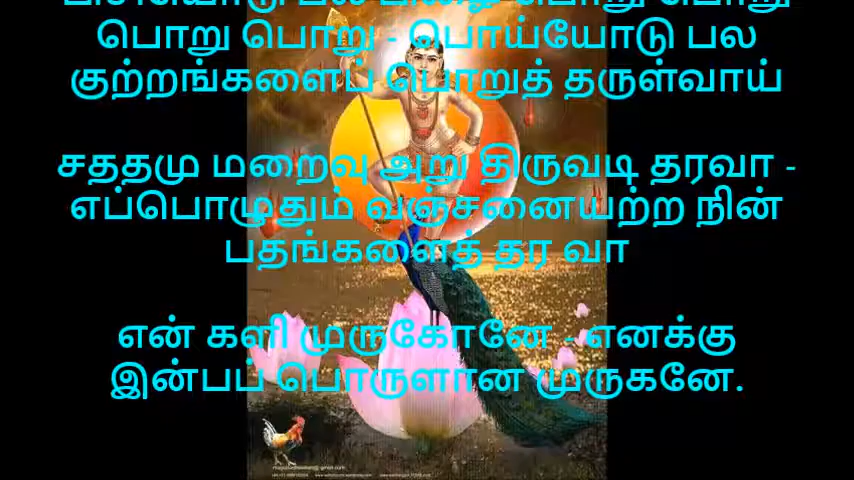 பொறு பொறு
பொறு பொறு - பொய்யோடு பல
குற்றங்களைப் பொறுத் தருள்வாய்
சததமு மறைவு அறு திருவடி தரவா -
எப்பொழுதும் வஞ்சனையற்ற நின்
பதங்களைத் தர வா
என் களி முருகோனே - எனக்கு
இன்பப் பொருளான முருகனே.